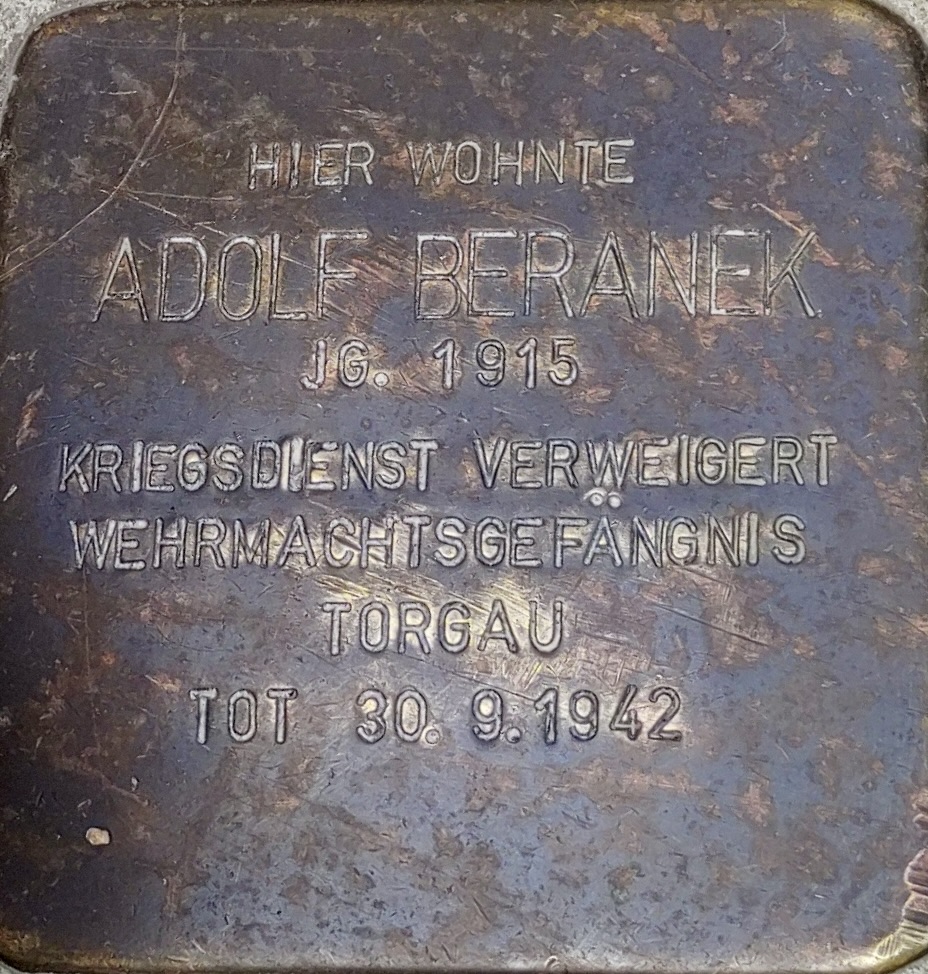 HIER WOHNTE
ADOLF BERANEK
JG. 1915
KRIEGSDIENST VERWEIGERT
WEHRMACHTSGEFÄNGNIS
TORGAU
TOT 30. 9. 1942